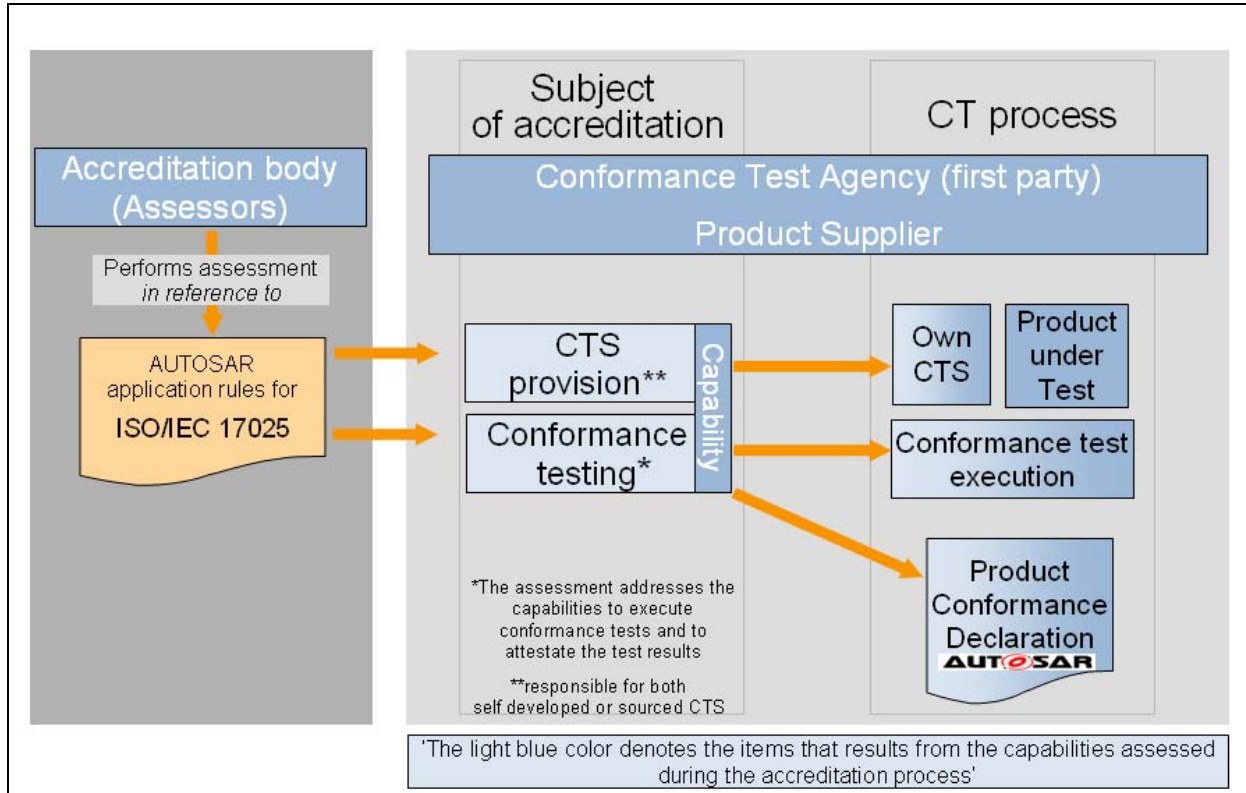 Subject
of accreditation
CT process
Accreditation body
(Assessors)
Conformance Test Agency (first party)
Product Supplier
Performs assessment
in reference to
AUTOSAR
application rules for
ISO/IEC 17025
CTS
provision**
Conformance
testing*
Capability
Own
CTS
Product
under
Test
Conformance test
execution
Product
Conformance
Declaration
AUTOSAR
*The assessment addresses the
capabilities to execute
conformance tests and to
attestate the test results
**responsible for both
self developed or sourced CTS
'The light blue color denotes the items that results from the capabilities assessed
during the accreditation process'